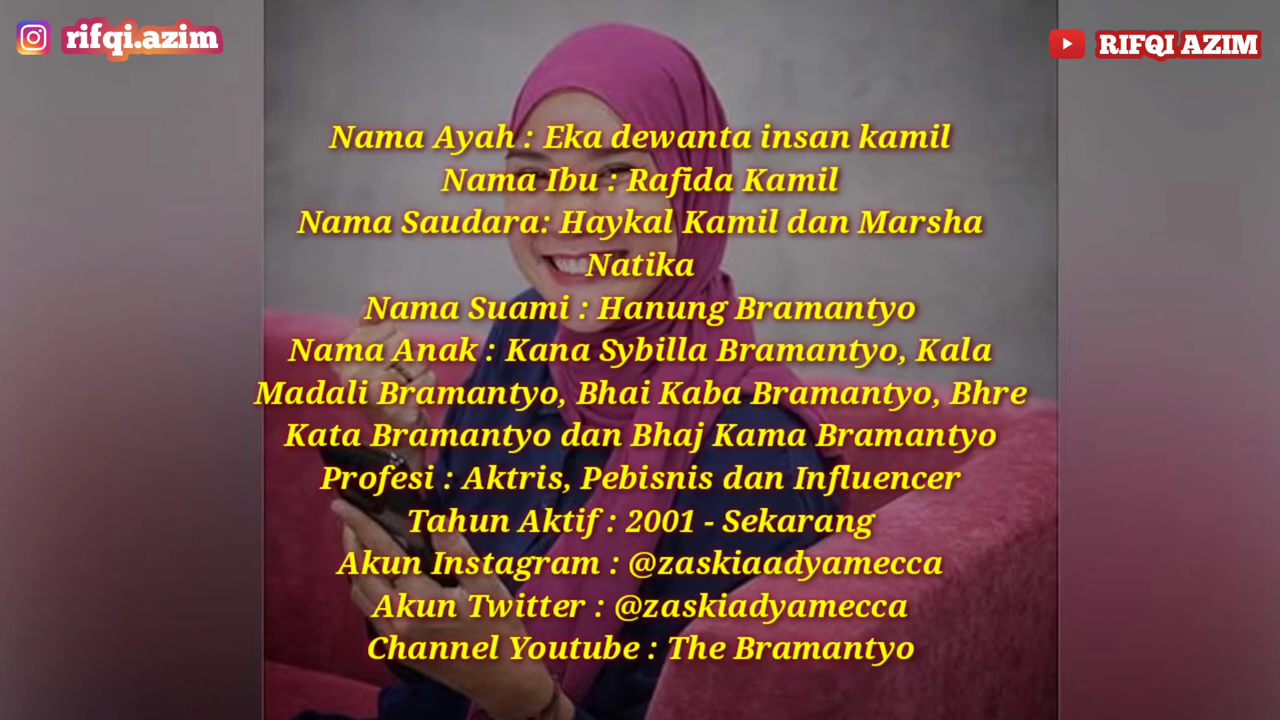 rifqi.azim
RIFQI AZIM
Nama Ayah : Eka dewanta insan kamil
Nama Ibu : Rafida Kamil
Nama Saudara: Haykal Kamil dan Marsha
Natika
Nama Suami : Hanung Bramantyo
Nama Anak : Kana Sybilla Bramantyo, Kala
Madali Bramantyo, Bhai Kaba Bramantyo, Bhre
Kata Bramantyo dan Bhaj Kama Bramantyo
Profesi : Aktris, Pebisnis dan Influencer
Tahun Aktif : 2001 - Sekarang
Akun Instagram : @zaskiaadyamecca
Akun Twitter : @zaskiadyamecca
Channel Youtube : The Bramantyo